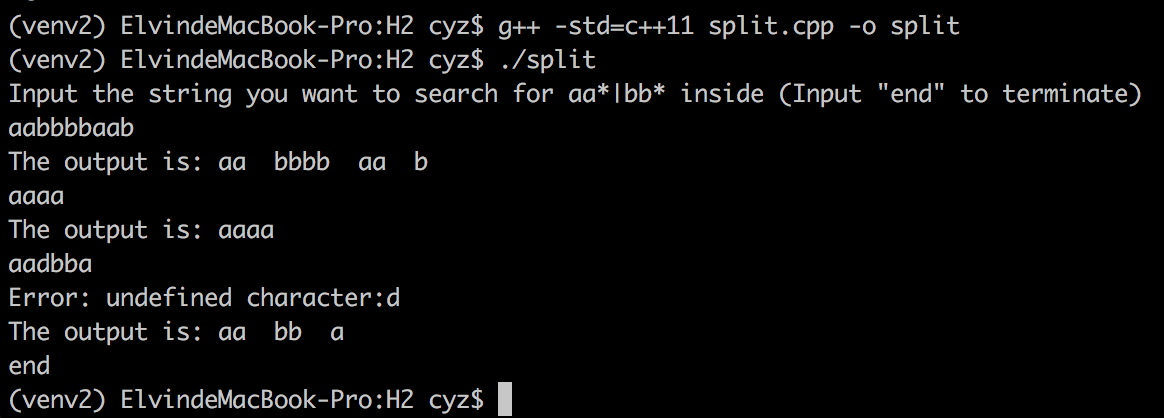 (venv2) ElvindeMacBook-Pro:H2 cyz$ g++ -std=c++11 split.cpp -o split
(venv2) ElvindeMacBook-Pro:H2 cyz$ ./split
Input the string you want to search for aa*|bb* inside (Input "end" to terminate)
aabbbbaab
The output is: aa  bbbb  aa  b
aaaa
The output is: aaaa
aadbba
Error: undefined character:d
The output is: aa  bb  a
end
(venv2) ElvindeMacBook-Pro:H2 cyz$